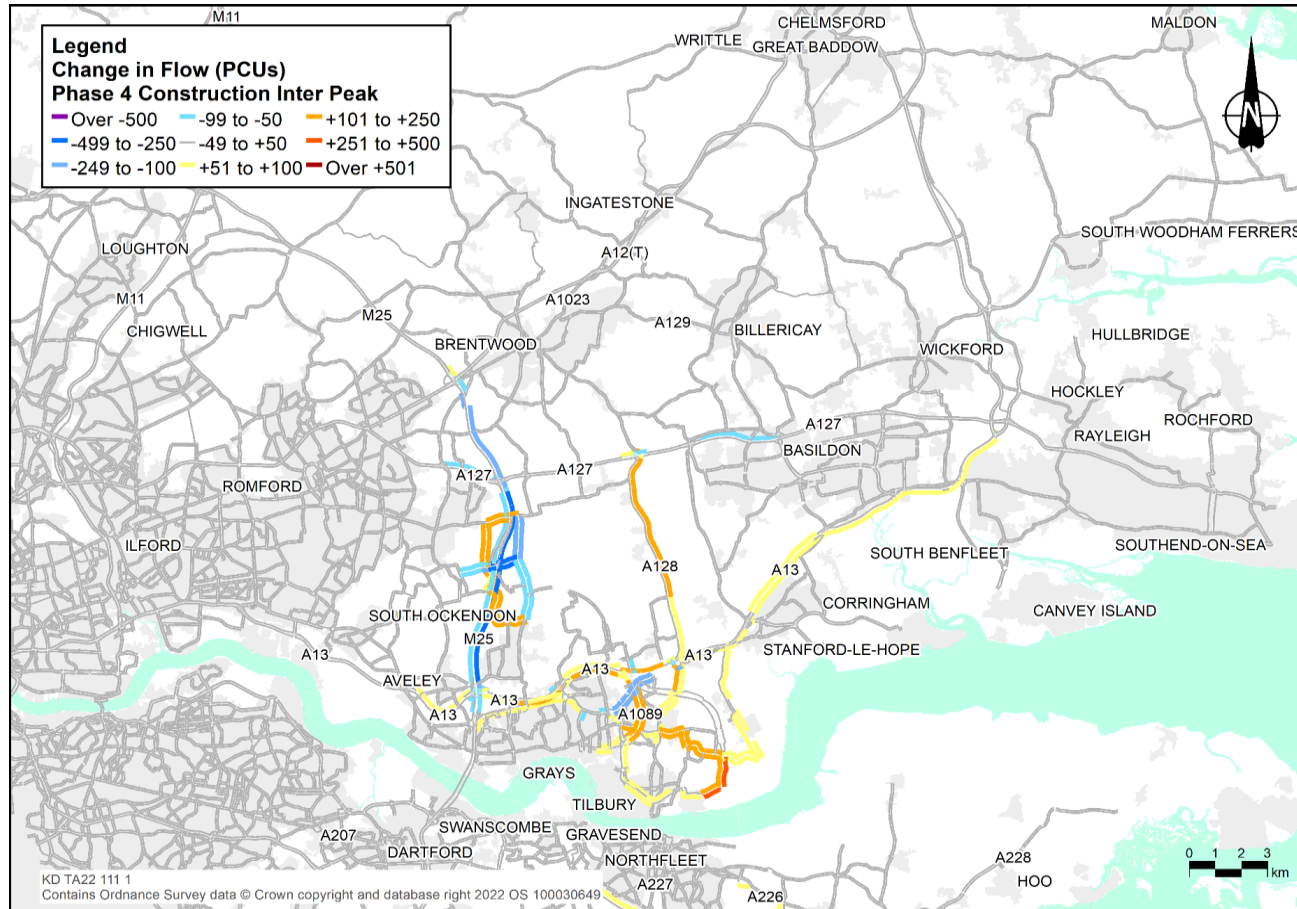 M11
CHELMSFORD
MALDON
WRITTLE
GREAT BADDOW
Legend
Change in Flow (PCUs)
Phase 4 Construction Inter Peak
Over -500
-99 to -50
+101 to +250
-499 to -250
-49 to +50
+251 to +500
-249 to -100
+51 to +100
Over +501
N
INGATESTONE
SOUTH WOODHAM FERRERS
LOUGHTON
A12(T)
M11
A1023
M25
CHIGWELL
A129
BILLERICAY
HULLBRIDGE
BRENTWOOD
WICKFORD
HOCKLEY
ROCHFORD
A127
RAYLEIGH
BASILDON
A127
A127
ROMFORD
ILFORD
SOUTHEND-ON-SEA
SOUTH BENFLEET
A128
A13
CORRINGHAM
CANVEY ISLAND
SOUTH OCKENDON
M25
STANFORD-LE-HOPE
A13
A13
A13
AVELEY
A13
A13
A1089
GRAYS
TILBURY
SWANSCOMBE
A207
GRAVESEND
DARTFORD
NORTHFLEET
A228
HOO
A227
A226
0 1 2 3
km
KD TA22 111 1
Contains Ordnance Survey data © Crown copyright and database right 2022 OS 100030649